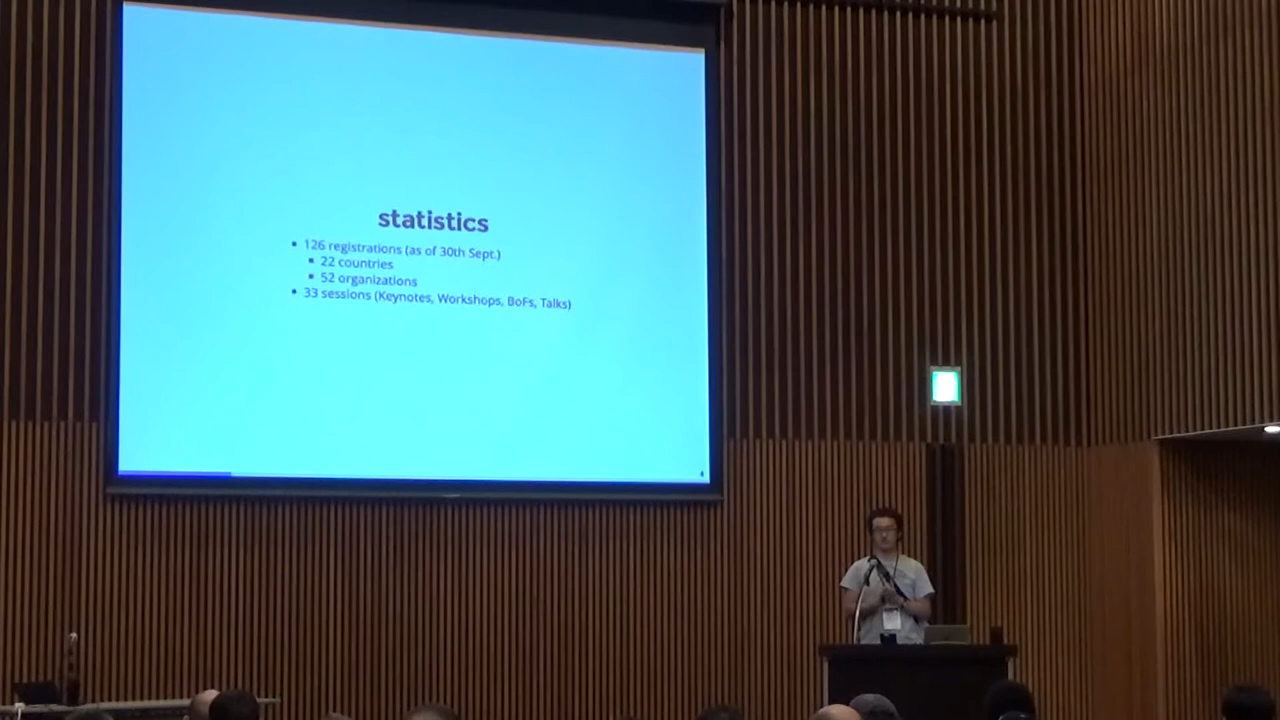 statistics
126 registrations (as of 30th Sept.)
22 countries
52 organizations
33 sessions (Keynotes, Workshops, BoFs, Talks)